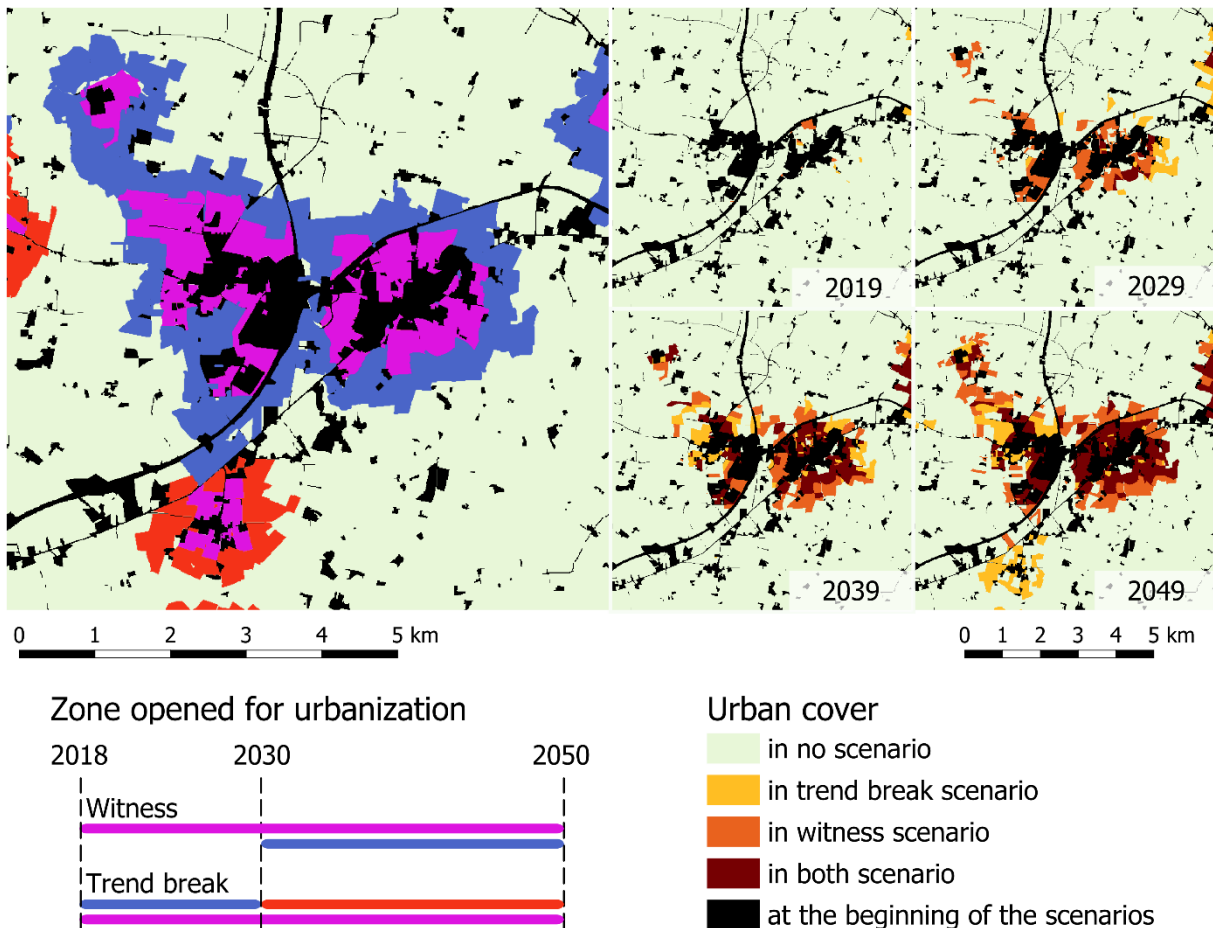 2019
2029
2039
2049
0 1 2 3 4 5 km
0 1 2 3 4 5 km
Zone opened for urbanization
2018 2030 2050
Witness
Trend break
Urban cover
in no scenario
in trend break scenario
in witness scenario
in both scenario
at the beginning of the scenarios